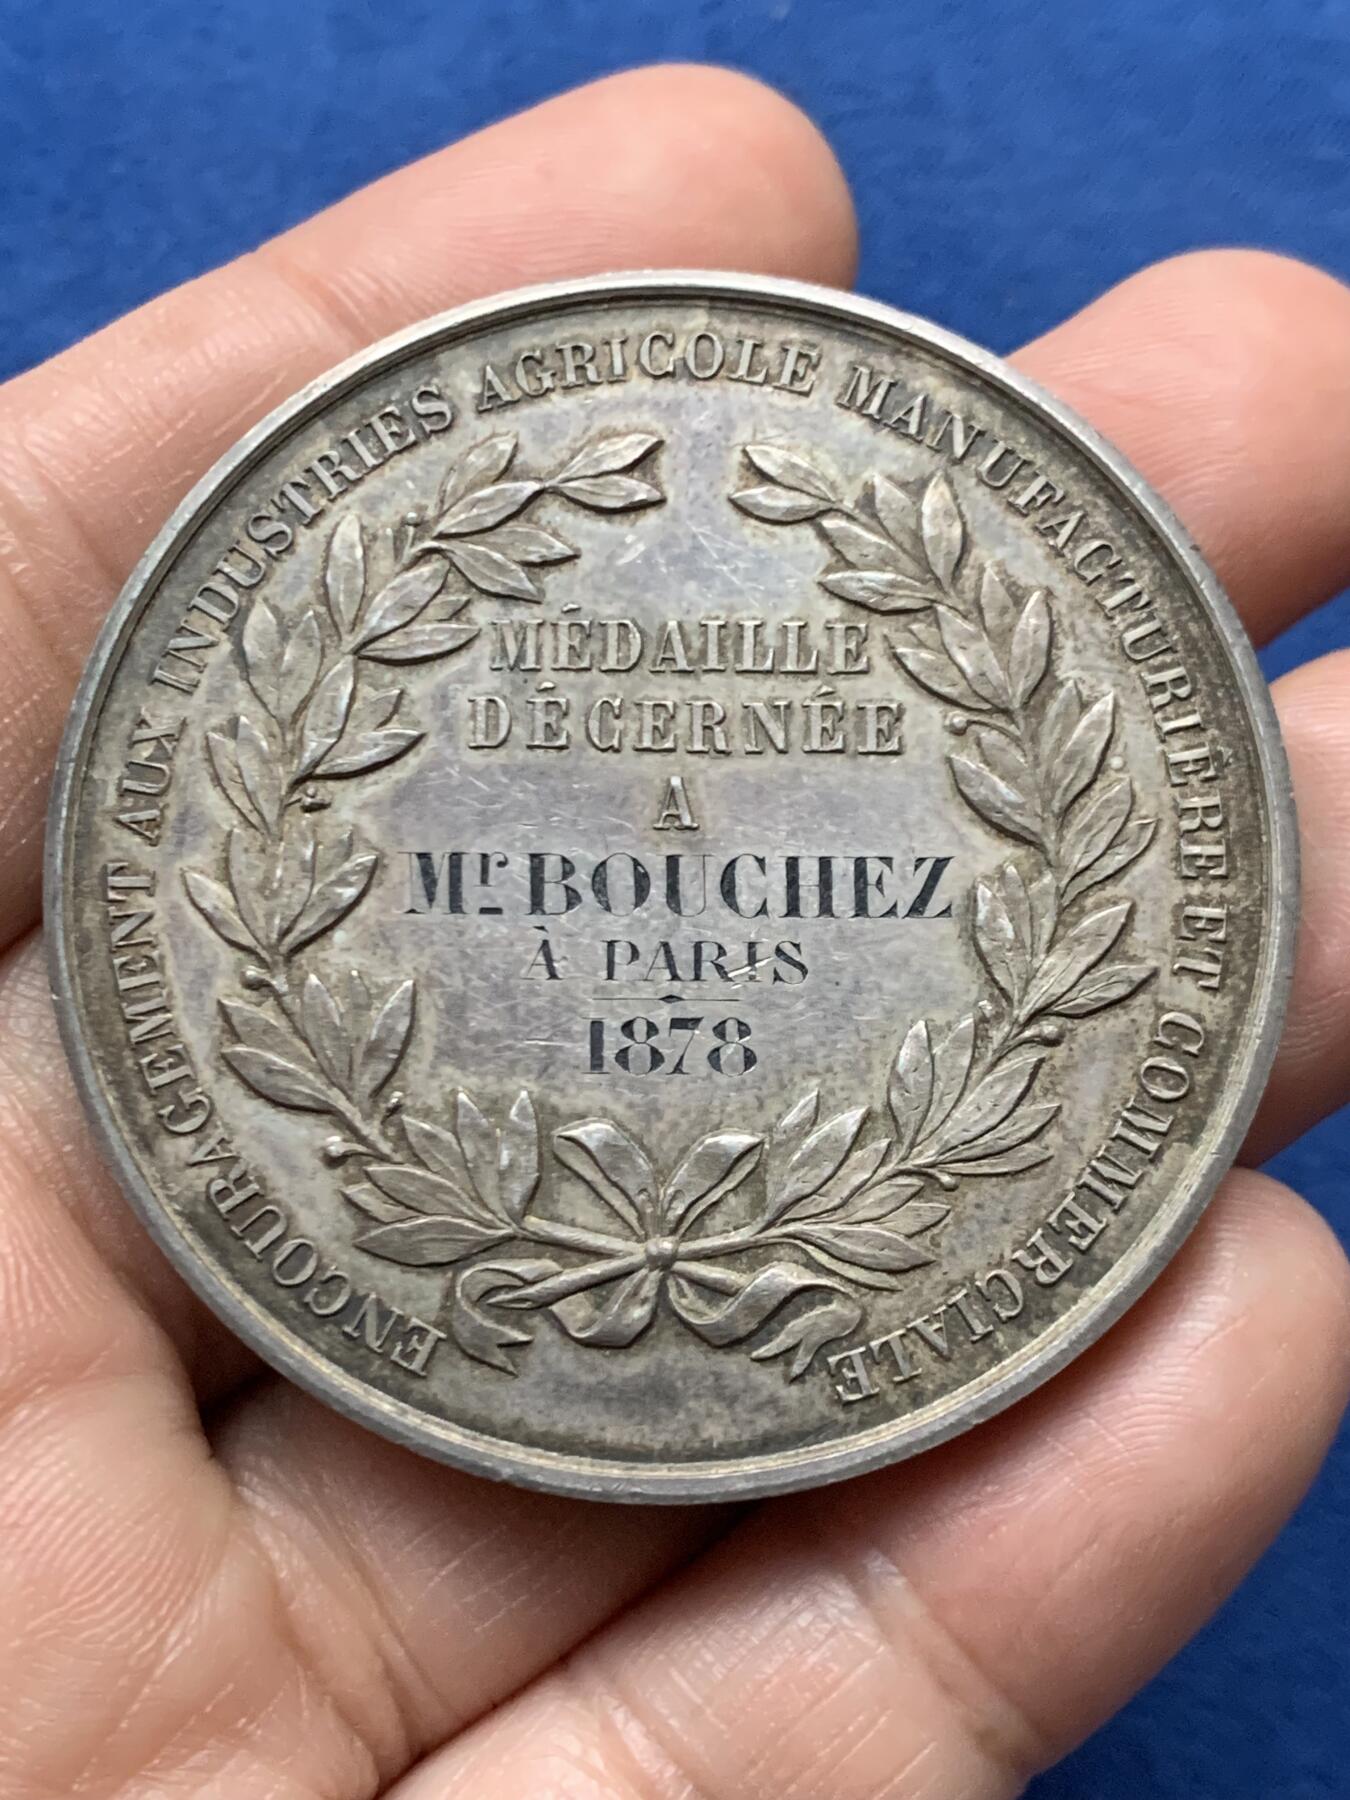 ENCOURAGEMENT AUX INDUSTRIES AGRICOLE MANUFACTURIÈRE ET COMMERCIALE
MÉDAILLE
DÉCERNÉE
A
Mr BOUCHEZ
À PARIS
1878